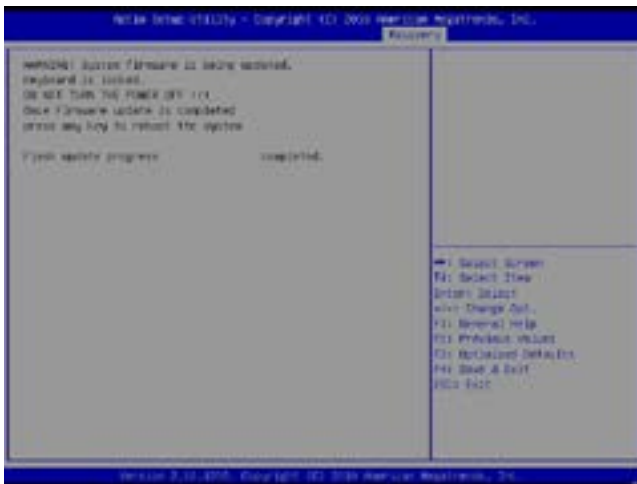 Aptio Setup Utility - Copyright (C) American Megatrends, Inc.
Recovery
WARNING! System firmware is being updated.
Keyboard is locked.
DO NOT TURN THE POWER OFF !!!
Once firmware update is completed
press any key to reboot the system
Flash update progress completed.
: Select Screen
: Select Item
Enter: Select
+/-: Change Opt.
F1: General Help
F2: Previous Values
F3: Optimized Defaults
F4: Save & Exit
ESC: Exit
Version Copyright (C) American Megatrends, Inc.